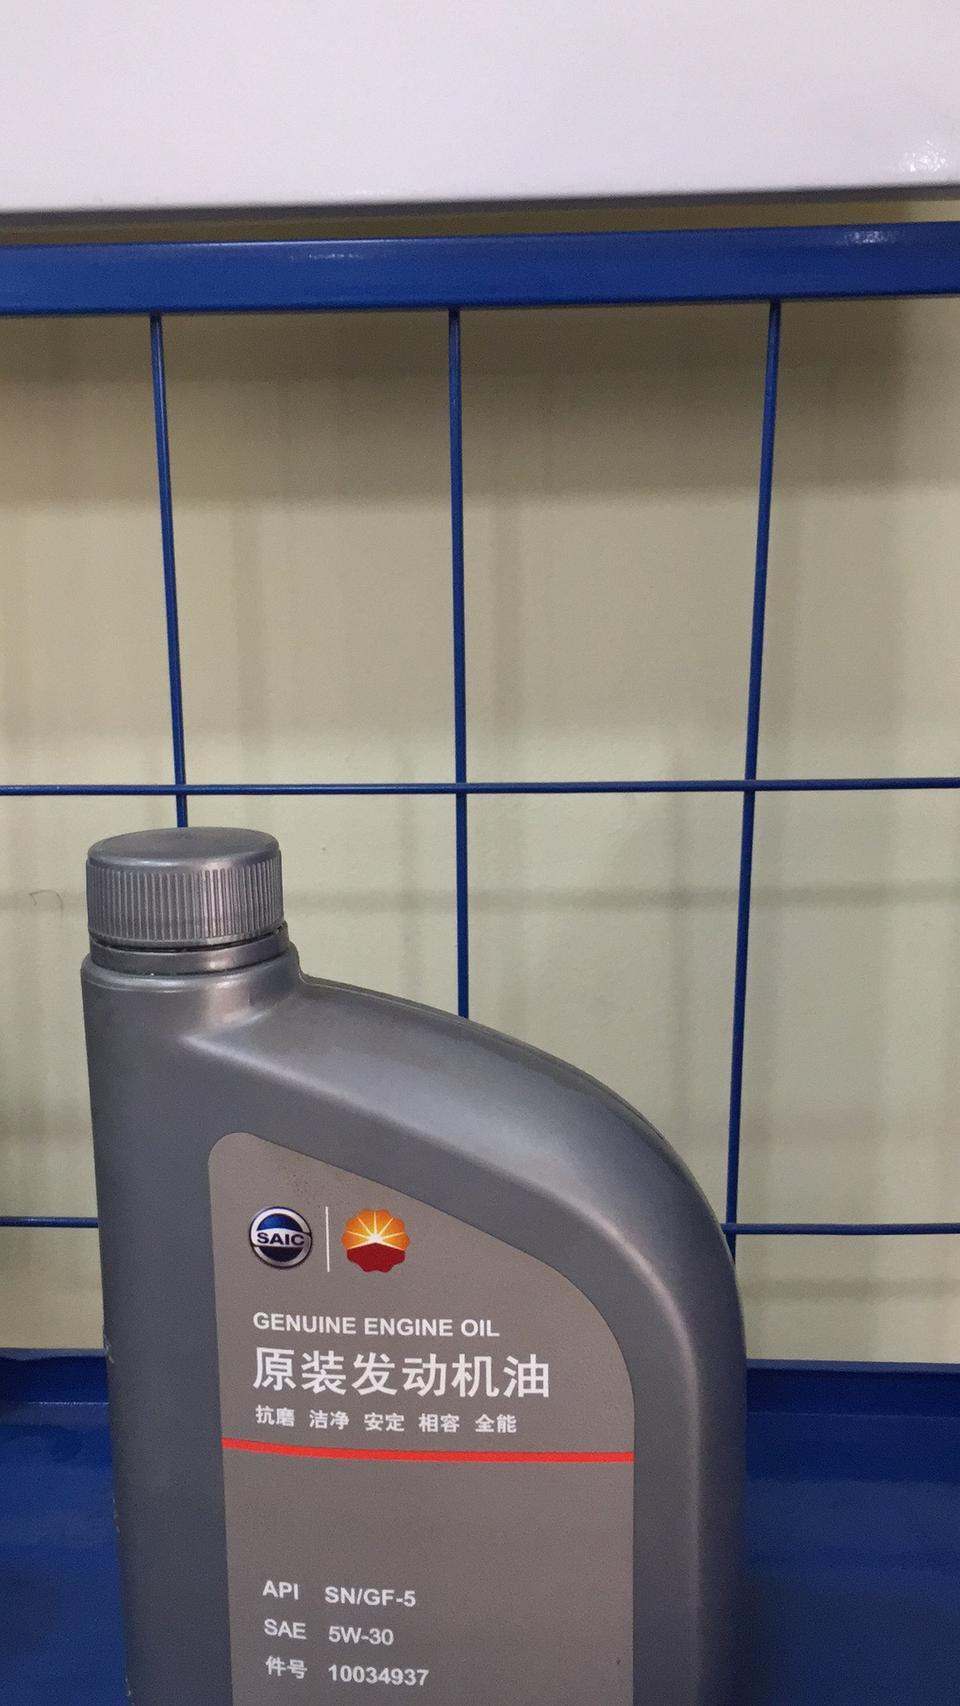 SAIC
GENUINE ENGINE OIL
原装发动机油
抗磨 洁净 安定 相容 全能
API SN/GF-5
SAE 5W-30
件号 10034937